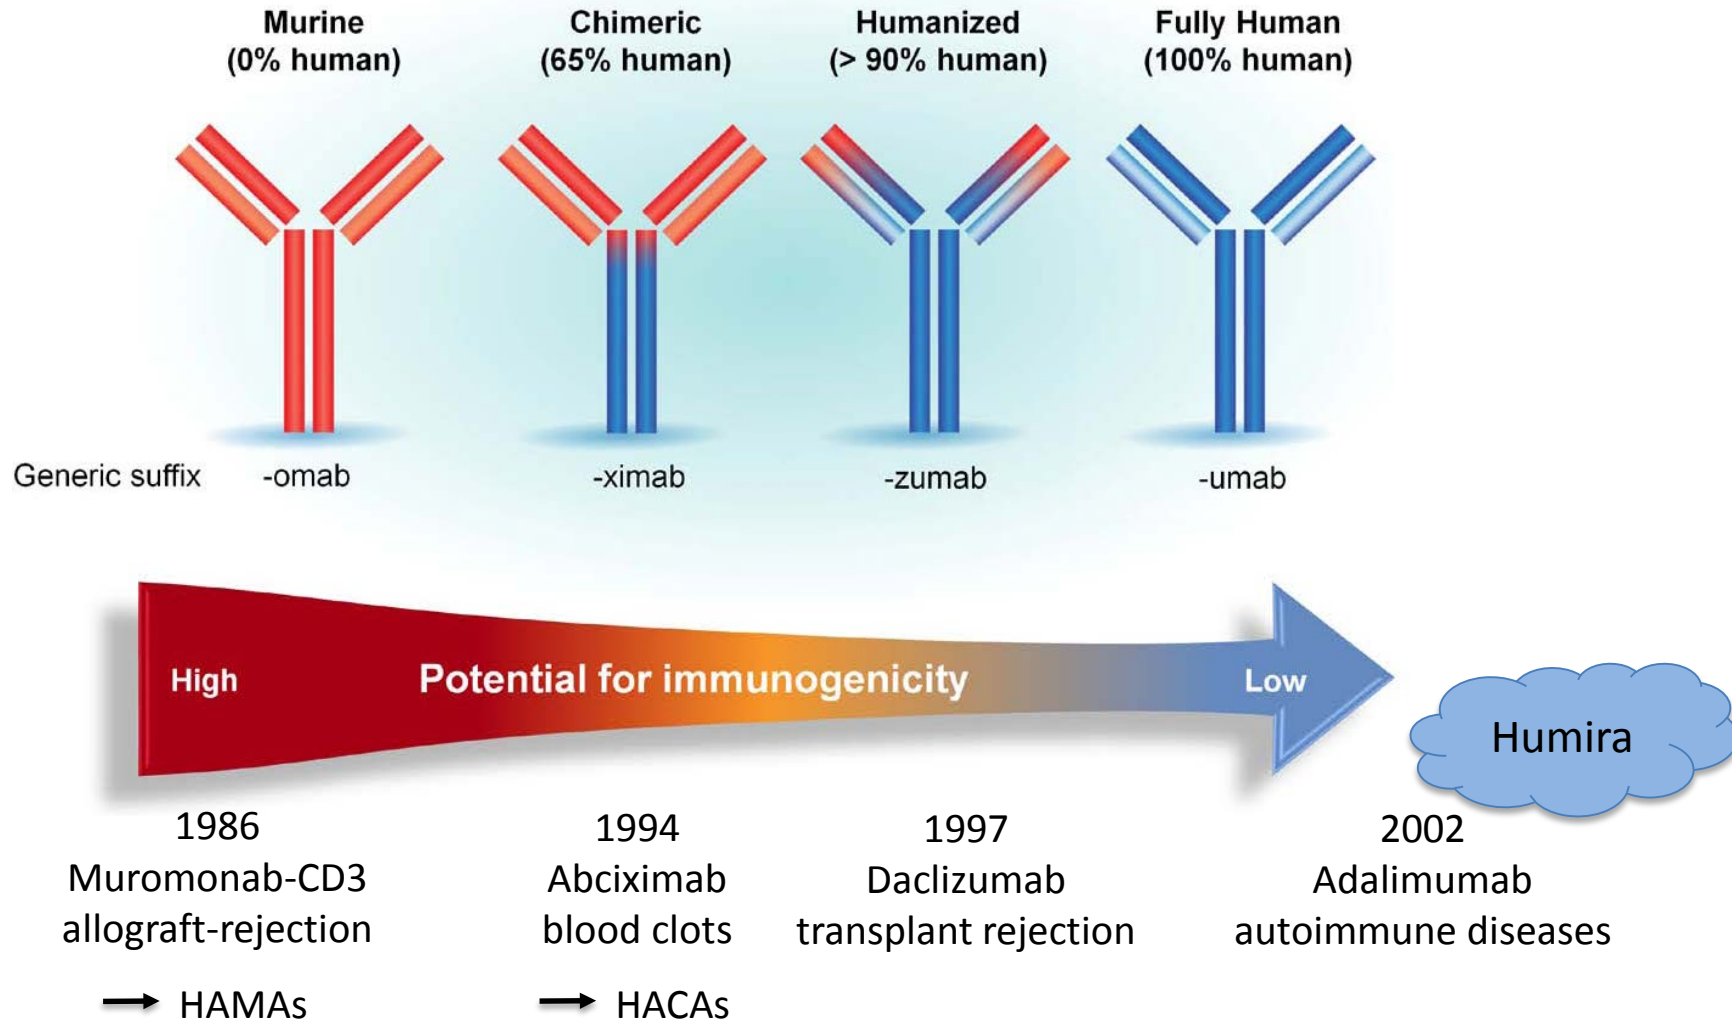 Murine
(0% human)
Chimeric
(65% human)
Humanized
(> 90% human)
Fully Human
(100% human)
Generic suffix
-omab
-ximab
-zumab
-umab
High
Potential for immunogenicity
Low
Humira
1986
Muromonab-CD3
allograft-rejection
HAMAs
1994
Abciximab
blood clots
HACAs
1997
Daclizumab
transplant rejection
2002
Adalimumab
autoimmune diseases